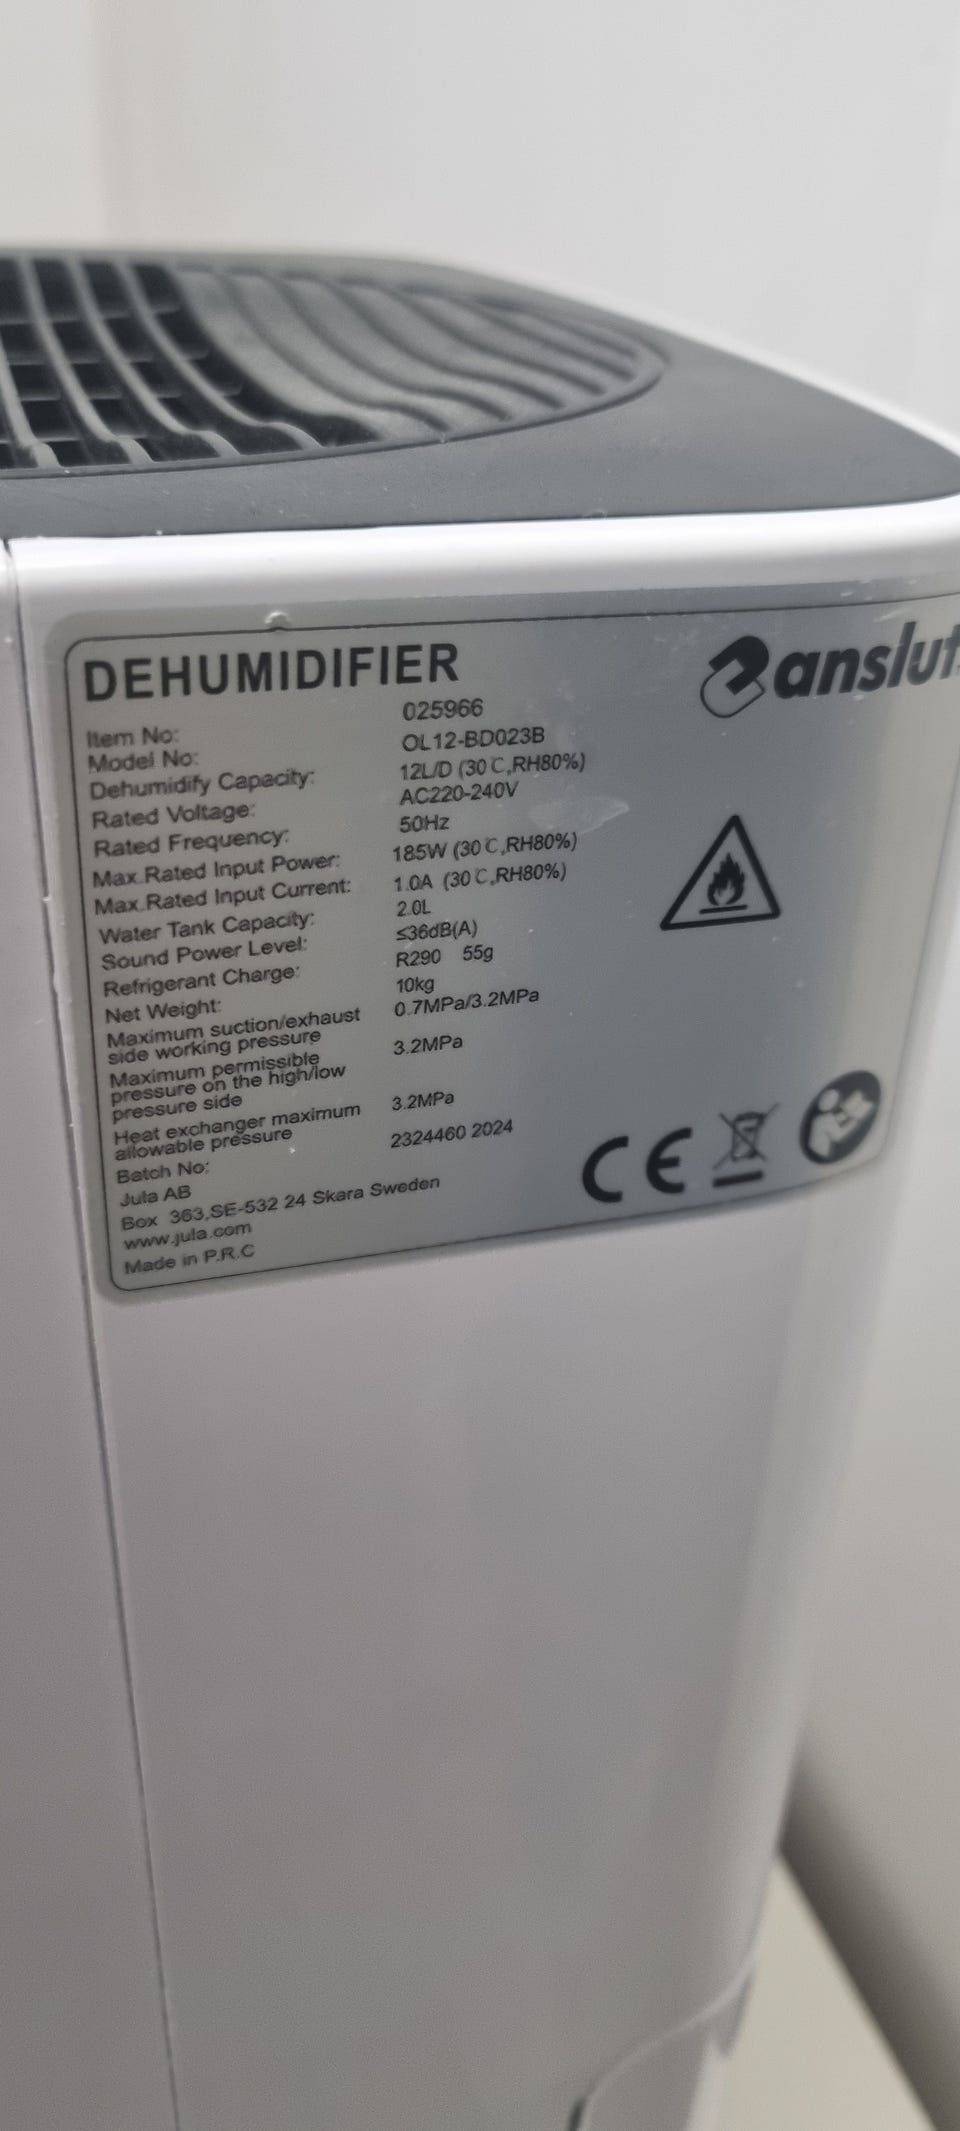 DEHUMIDIFIER
anslut
Item No: 025966
Model No: OL12-BD023B
Dehumidify Capacity: 12L/D (30℃,RH80%)
Rated Voltage: AC220-240V
Rated Frequency: 50Hz
Max.Rated Input Power: 185W (30℃,RH80%)
Max.Rated Input Current: 1.0A (30℃,RH80%)
Water Tank Capacity: 2.0L
Sound Power Level: ≤36dB(A)
Refrigerant Charge: R290 55g
Net Weight: 10kg
Maximum suction/exhaust 0.7MPa/3.2MPa
side working pressure
Maximum permissible 3.2MPa
pressure on the high/low
pressure side
Heat exchanger maximum 3.2MPa
allowable pressure
Batch No: 2324460 2024
Jula AB
Box 363,SE-532 24 Skara Sweden
www.jula.com
Made in P.R.C
CE